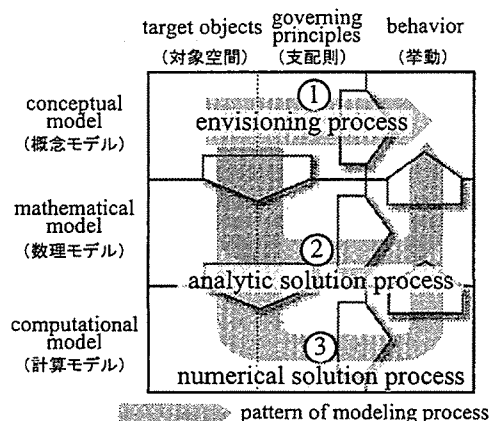 target objects
governing principles
behavior
(対象空間)
(支配則)
(挙動)
conceptual model
(概念モデル)
①
envisioning process
mathematical model
(数理モデル)
②
analytic solution process
computational model
(計算モデル)
③
numerical solution process
pattern of modeling process